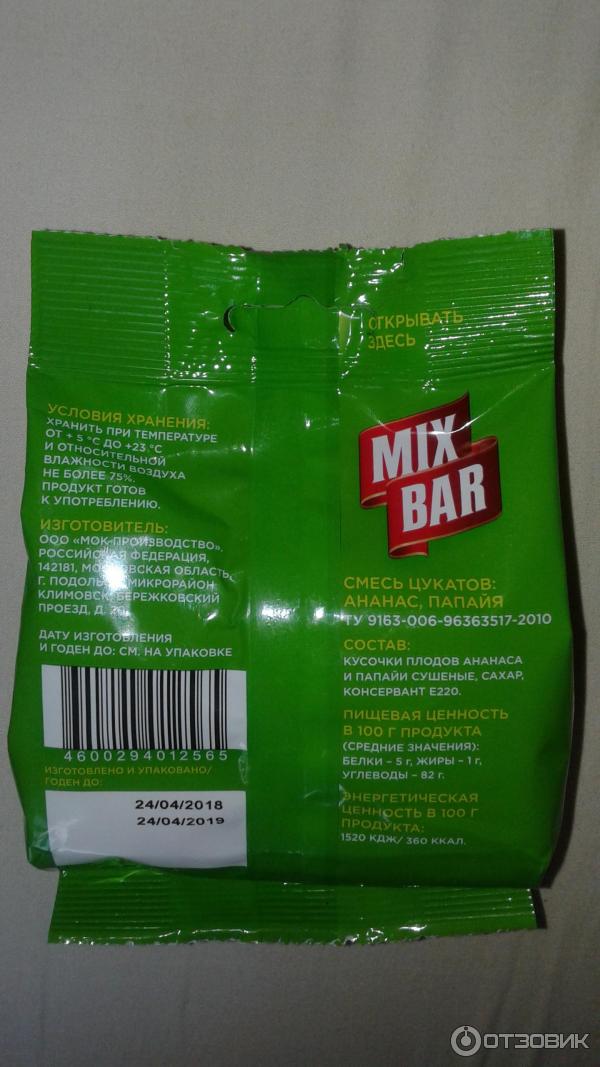 ОТКРЫВАТЬ
ЗДЕСЬ
УСЛОВИЯ ХРАНЕНИЯ:
ХРАНИТЬ ПРИ ТЕМПЕРАТУРЕ
ОТ + 5 °C ДО +23 °C
И ОТНОСИТЕЛЬНОЙ
ВЛАЖНОСТИ ВОЗДУХА
НЕ БОЛЕЕ 75%.
ПРОДУКТ ГОТОВ
К УПОТРЕБЛЕНИЮ.
ИЗГОТОВИТЕЛЬ:
ООО «МОК-ПРОИЗВОДСТВО»,
РОССИЙСКАЯ ФЕДЕРАЦИЯ,
142181, МОСКОВСКАЯ ОБЛАСТЬ,
Г. ПОДОЛЬСК, МИКРОРАЙОН
КЛИМОВСК, БЕРЕЖКОВСКИЙ
ПРОЕЗД, Д.
ДАТУ ИЗГОТОВЛЕНИЯ
И ГОДЕН ДО: СМ. НА УПАКОВКЕ
4600294012565
ИЗГОТОВЛЕНО И УПАКОВАНО/
ГОДЕН ДО:
24/04/2018
24/04/2019
MIX
BAR
СМЕСЬ ЦУКАТОВ:
АНАНАС, ПАПАЙЯ
ТУ 9163-006-96363517-2010
СОСТАВ:
КУСОЧКИ ПЛОДОВ АНАНАСА
И ПАПАЙИ СУШЕНЫЕ, САХАР,
КОНСЕРВАНТ Е220.
ПИЩЕВАЯ ЦЕННОСТЬ
В 100 Г ПРОДУКТА
(СРЕДНИЕ ЗНАЧЕНИЯ):
БЕЛКИ – 5 г, ЖИРЫ – 1 г,
УГЛЕВОДЫ – 82 г.
ЭНЕРГЕТИЧЕСКАЯ
ЦЕННОСТЬ В 100 Г
ПРОДУКТА:
1520 КДЖ/ 360 ККАЛ.
ОТЗОВИК